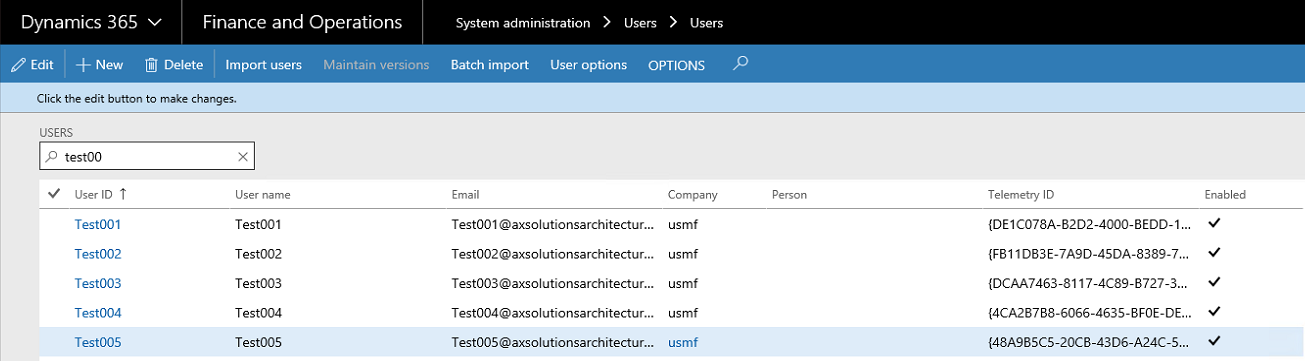 Dynamics 365 Finance and Operations System administration Users Users
Edit New Delete Import users Maintain versions Batch import User options OPTIONS
Click the edit button to make changes.
USERS
test00
User ID User name Email Company Person Telemetry ID Enabled
Test001 Test001 Test001@axsolutionsarchitectur... usmf {DE1C078A-B2D2-4000-BEDD-1...
Test002 Test002 Test002@axsolutionsarchitectur... usmf {FB11DB3E-7A9D-45DA-8389-7...
Test003 Test003 Test003@axsolutionsarchitectur... usmf {DCAA7463-8117-4C89-B727-3...
Test004 Test004 Test004@axsolutionsarchitectur... usmf {4CA2B7B8-6066-4635-BF0E-DE...
Test005 Test005 Test005@axsolutionsarchitectur... usmf {48A9B5C5-20CB-43D6-A24C-5...